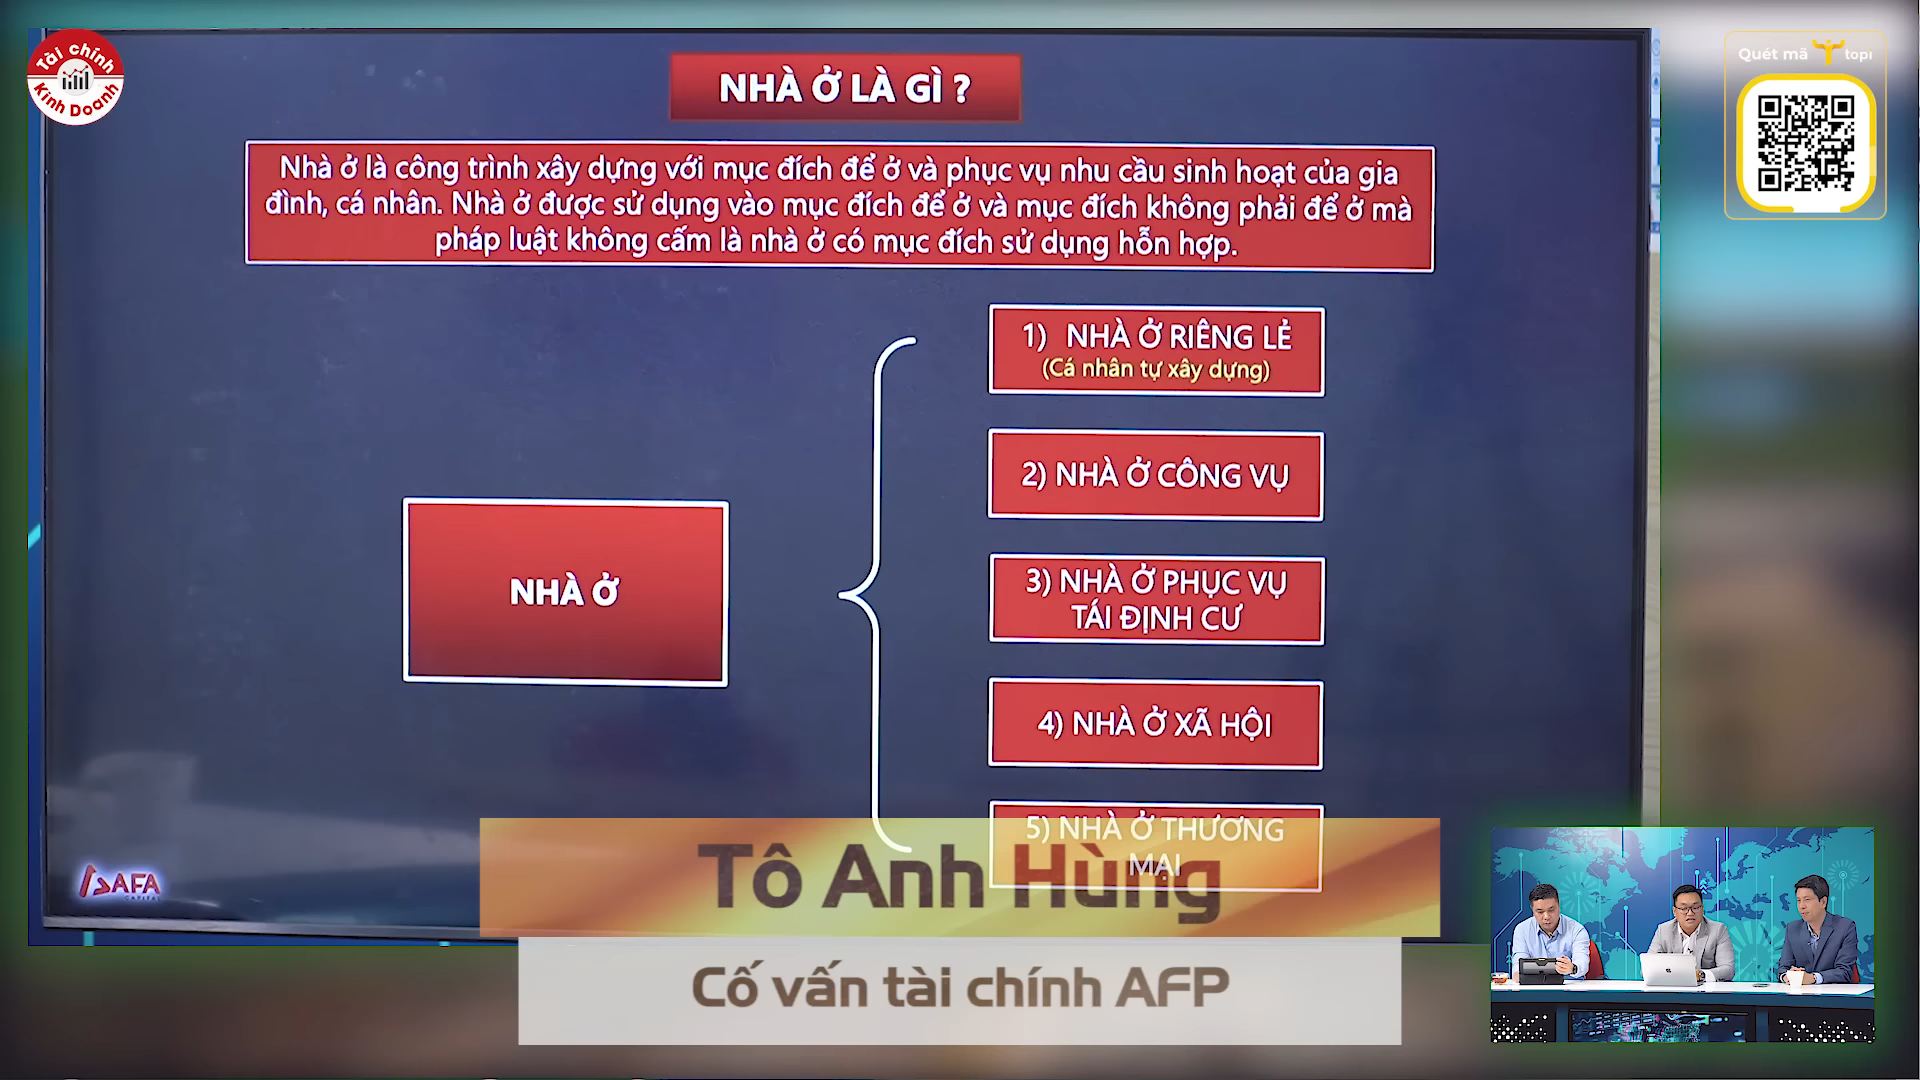 Tài chính
Kinh Doanh
Quét mã topi
NHÀ Ở LÀ GÌ ?
Nhà ở là công trình xây dựng với mục đích để ở và phục vụ nhu cầu sinh hoạt của gia
đình, cá nhân. Nhà ở được sử dụng vào mục đích để ở và mục đích không phải để ở mà
pháp luật không cấm là nhà ở có mục đích sử dụng hỗn hợp.
1) NHÀ Ở RIÊNG LẺ
(Cá nhân tự xây dựng)
2) NHÀ Ở CÔNG VỤ
NHÀ Ở
3) NHÀ Ở PHỤC VỤ
TÁI ĐỊNH CƯ
4) NHÀ Ở XÃ HỘI
5) NHÀ Ở THƯƠNG
MẠI
AFA
CAPITAL
Tô Anh Hùng
Cố vấn tài chính AFP